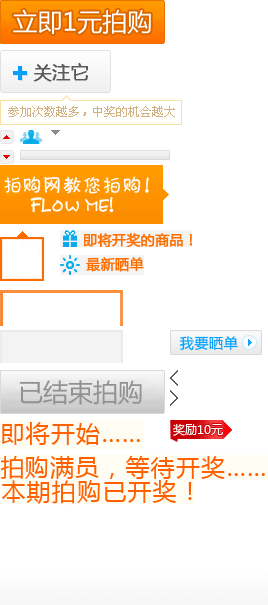 立即1元拍购
关注它
参加次数越多，中奖的机会越大
拍购网教您拍购！
FLOW ME!
即将开奖的商品！
最新晒单
我要晒单
已结束拍购
奖励10元
即将开始……
拍购满员，等待开奖……
本期拍购已开奖！